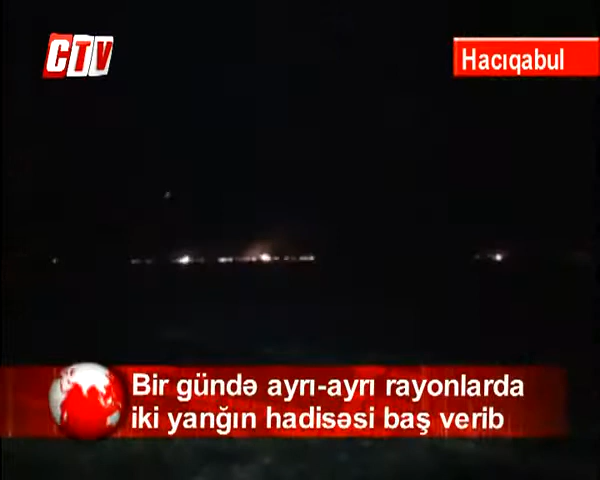 CTV
Hacıqabul
Bir gündə ayrı-ayrı rayonlarda
iki yanğın hadisəsi baş verib